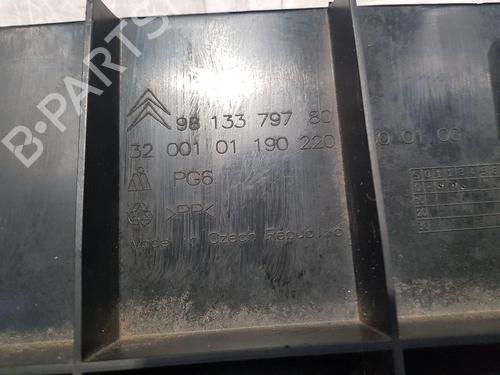 98 133 797 80
32 001 01 190 220
PG6
>PP<
Made in Czech Republic
B-PARTS